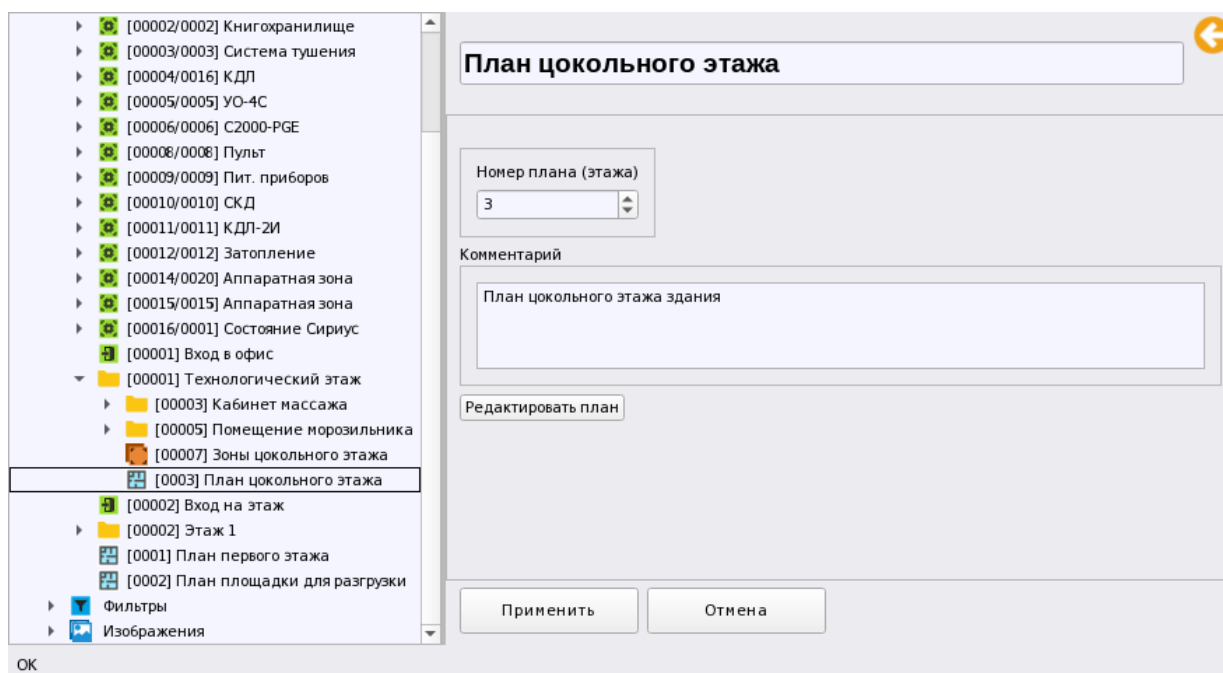 [00002/0002] Книгохранилище
[00003/0003] Система тушения
[00004/0016] КДЛ
[00005/0005] УО-4С
[00006/0006] С2000-PGE
[00008/0008] Пульт
[00009/0009] Пит. приборов
[00010/0010] СКД
[00011/0011] КДЛ-2И
[00012/0012] Затопление
[00014/0020] Аппаратная зона
[00015/0015] Аппаратная зона
[00016/0001] Состояние Сириус
[00001] Вход в офис
[00001] Технологический этаж
[00003] Кабинет массажа
[00005] Помещение морозильника
[00007] Зоны цокольного этажа
[0003] План цокольного этажа
[00002] Вход на этаж
[00002] Этаж 1
[0001] План первого этажа
[0002] План площадки для разгрузки
Фильтры
Изображения
План цокольного этажа
Номер плана (этажа)
3
Комментарий
План цокольного этажа здания
Редактировать план
Применить
Отмена
OK